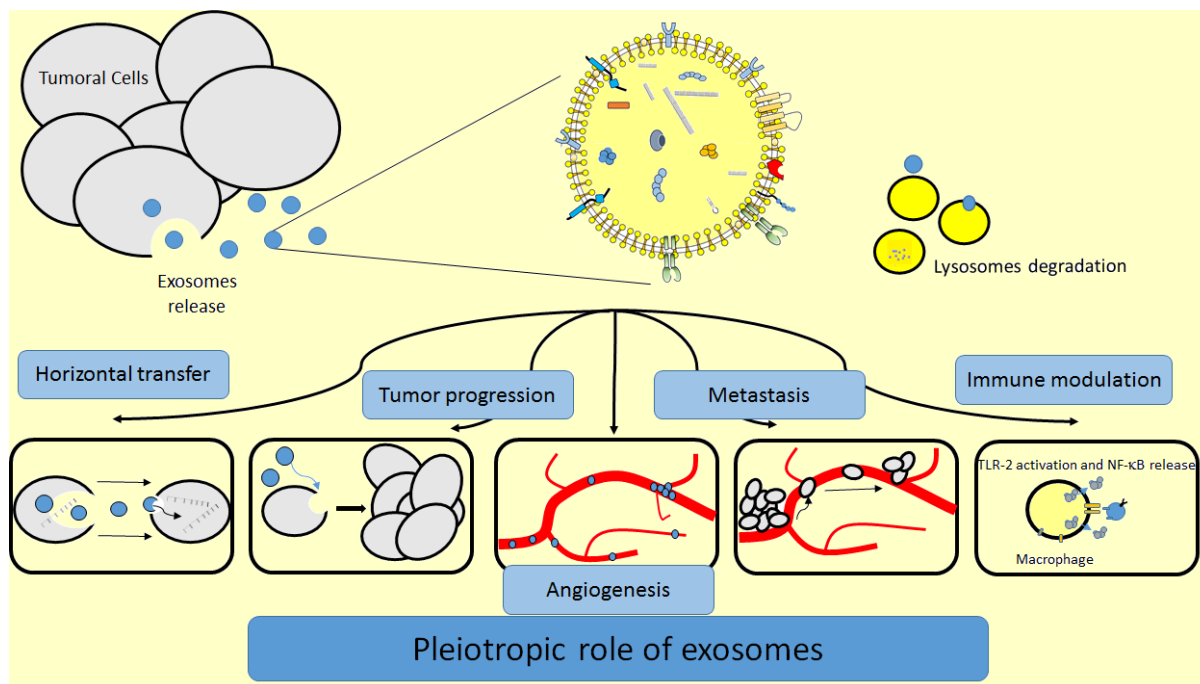 Tumoral Cells
Exosomes
release
Lysosomes degradation
Horizontal transfer
Tumor progression
Metastasis
Immune modulation
TLR-2 activation and NF-κB release
Macrophage
Angiogenesis
Pleiotropic role of exosomes